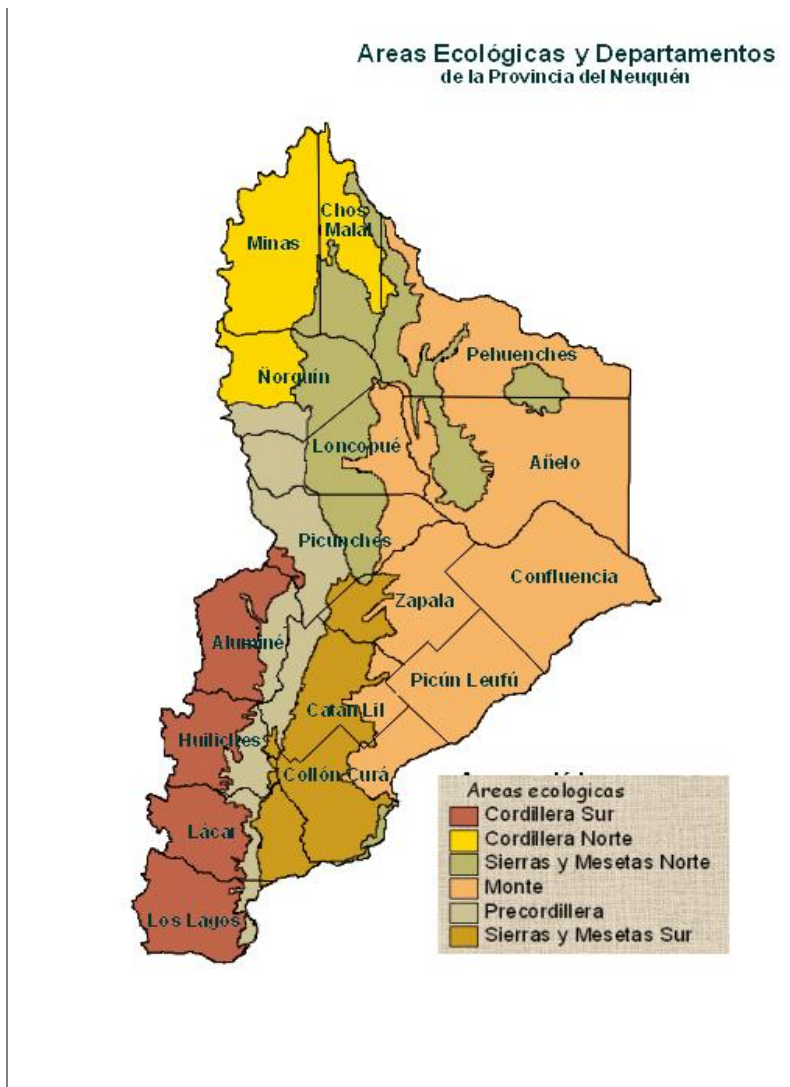 Areas Ecológicas y Departamentos
de la Provincia del Neuquén
Chos
Malal
Minas
Pehuenches
Ñorquín
Loncopué
Añelo
Picunches
Confluencia
Zapala
Aluminé
Picún Leufú
Catán Lil
Huiliches
Collón Curá
Lácar
Los Lagos
Areas ecologicas
Cordillera Sur
Cordillera Norte
Sierras y Mesetas Norte
Monte
Precordillera
Sierras y Mesetas Sur